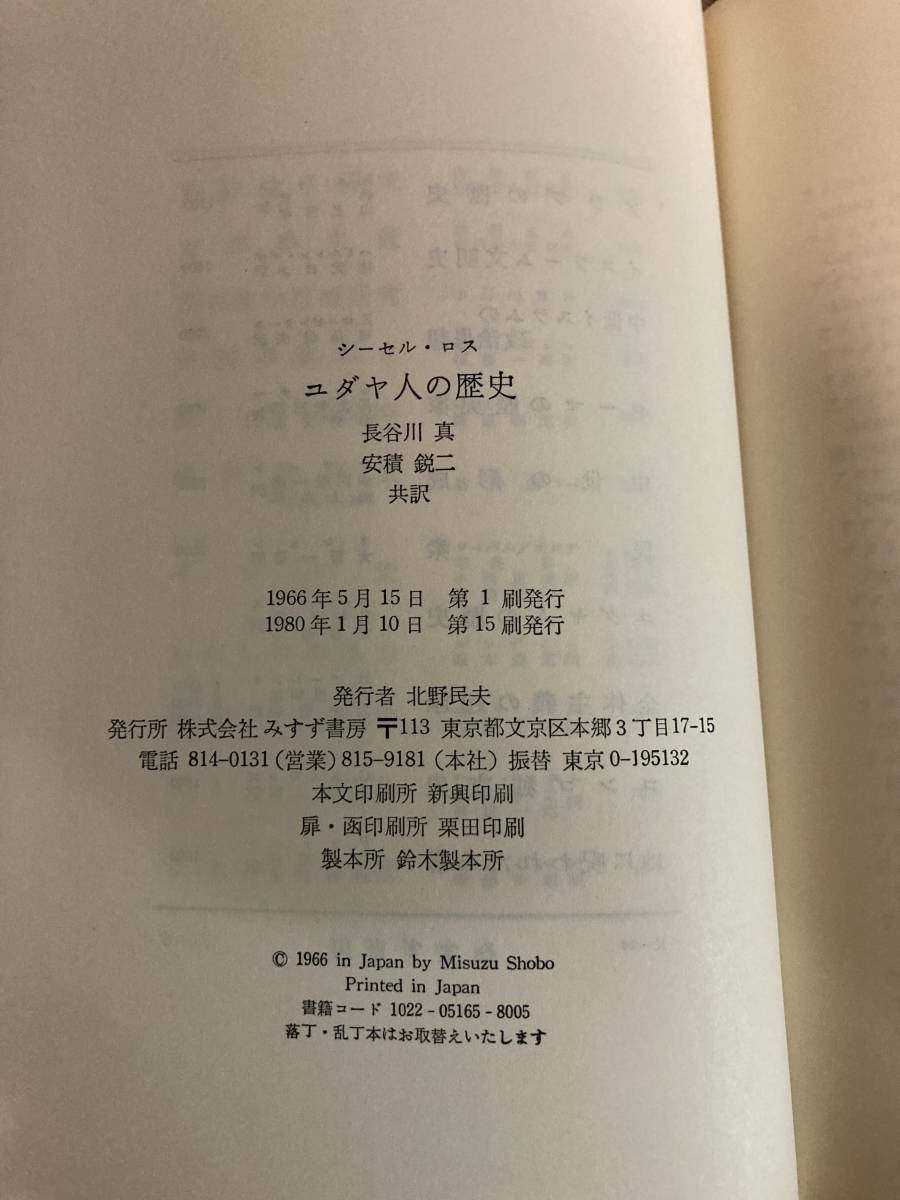 シーセル・ロス
ユダヤ人の歴史
長谷川 真
安積 鋭二
共訳
1966年5月15日 第1刷発行
1980年1月10日 第15刷発行
発行者 北野民夫
発行所 株式会社 みすず書房 〒113 東京都文京区本郷3丁目17-15
電話 814-0131(営業)815-9181(本社)振替 東京0-195132
本文印刷所 新興印刷
扉・函印刷所 栗田印刷
製本所 鈴木製本所
© 1966 in Japan by Misuzu Shobo
Printed in Japan
書籍コード 1022-05165-8005
落丁・乱丁本はお取替えいたします